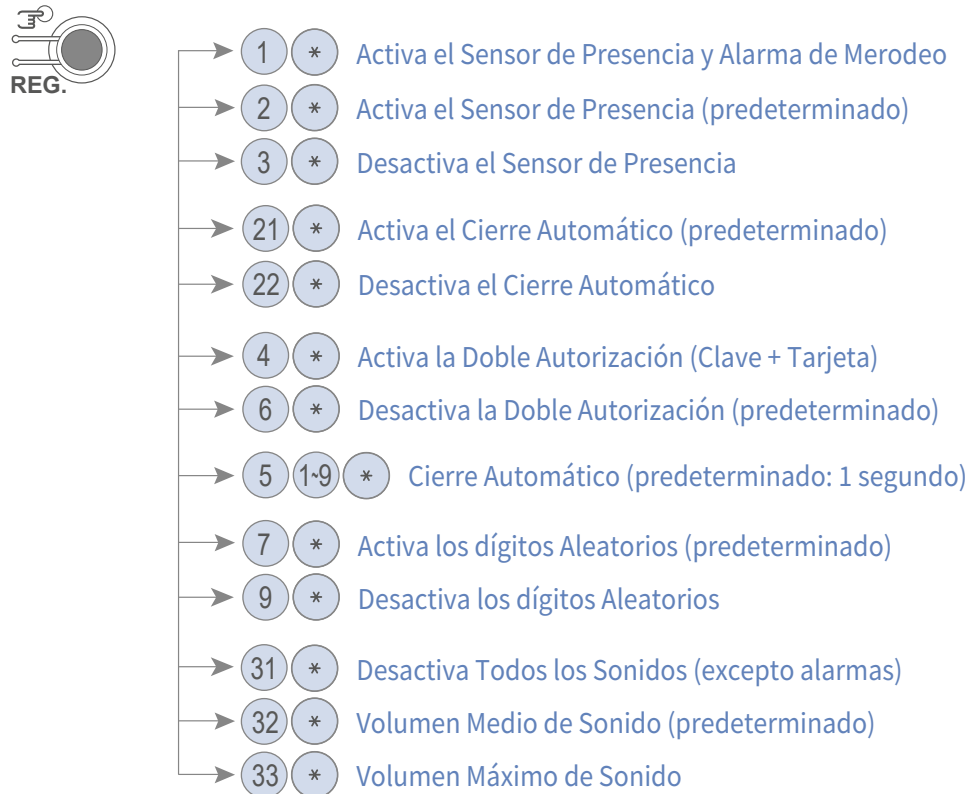 REG.
1 * Activa el Sensor de Presencia y Alarma de Merodeo
2 * Activa el Sensor de Presencia (predeterminado)
3 * Desactiva el Sensor de Presencia
21 * Activa el Cierre Automático (predeterminado)
22 * Desactiva el Cierre Automático
4 * Activa la Doble Autorización (Clave + Tarjeta)
6 * Desactiva la Doble Autorización (predeterminado)
5 1~9 * Cierre Automático (predeterminado: 1 segundo)
7 * Activa los dígitos Aleatorios (predeterminado)
9 * Desactiva los dígitos Aleatorios
31 * Desactiva Todos los Sonidos (excepto alarmas)
32 * Volumen Medio de Sonido (predeterminado)
33 * Volumen Máximo de Sonido